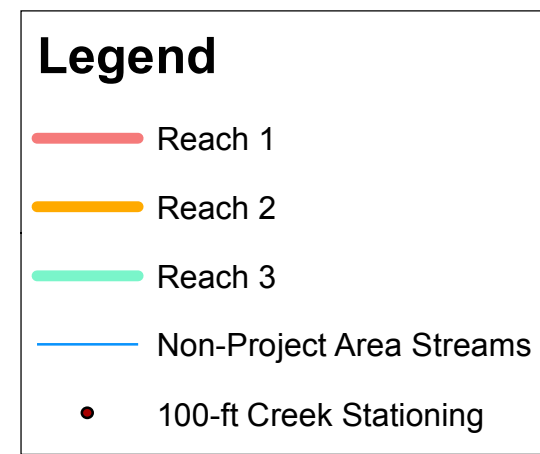 Legend
Reach 1
Reach 2
Reach 3
Non-Project Area Streams
100-ft Creek Stationing